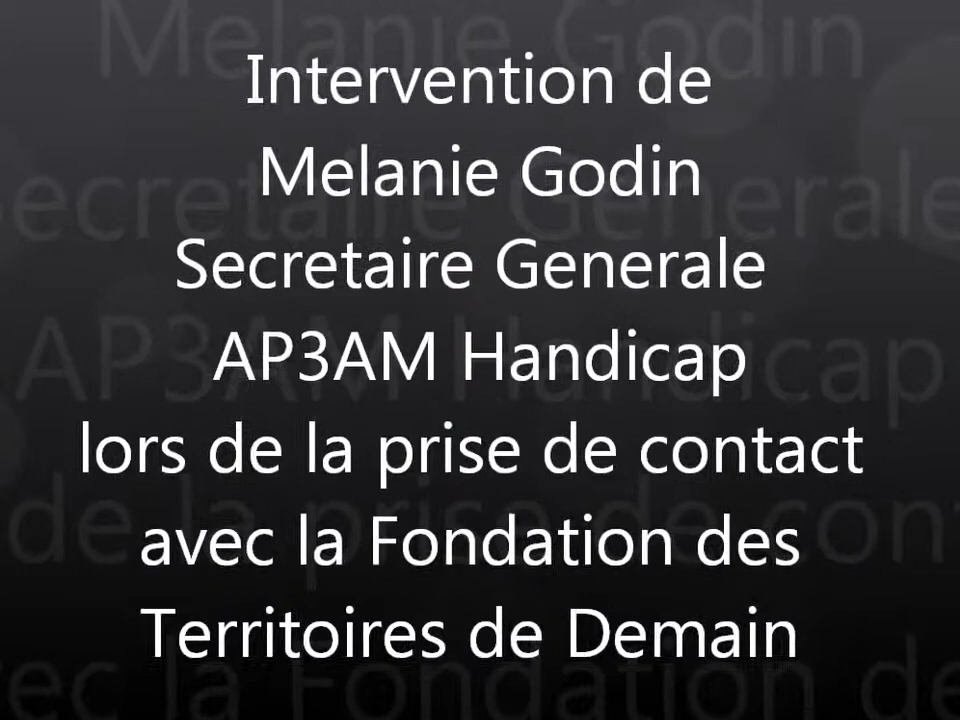 Intervention de
Melanie Godin
Secretaire Generale
AP3AM Handicap
lors de la prise de contact
avec la Fondation des
Territoires de Demain